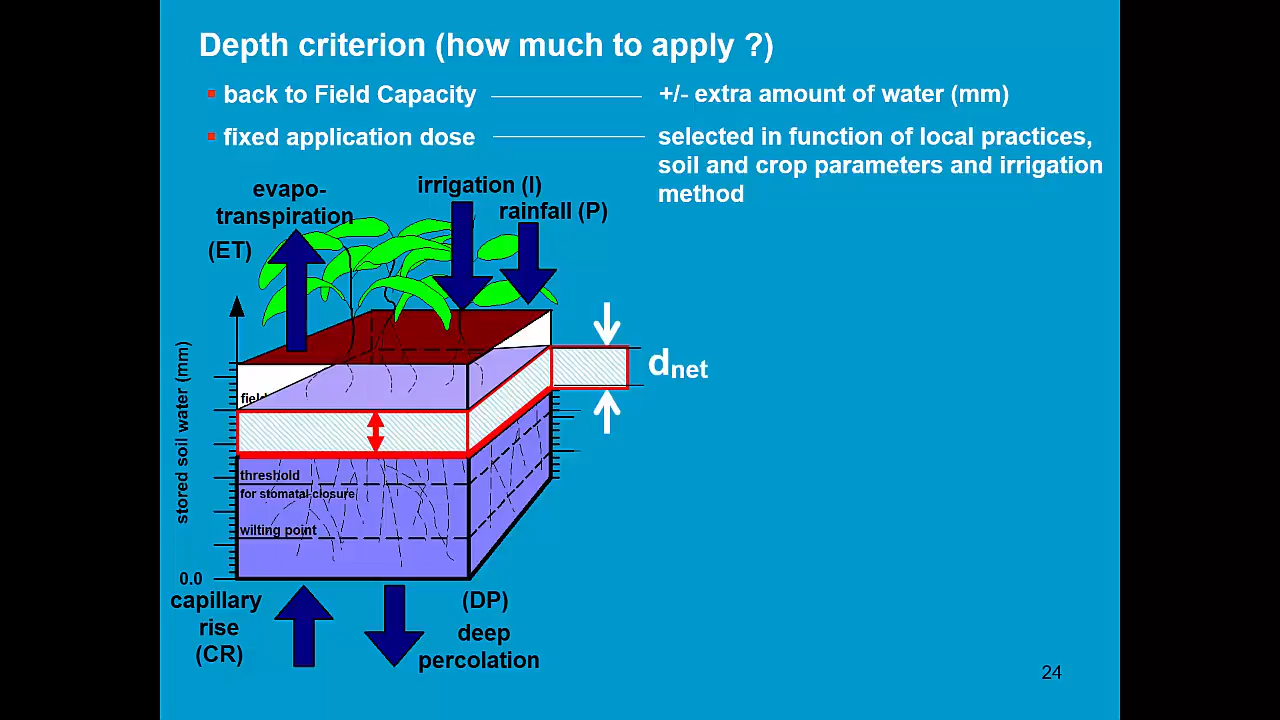 Depth criterion (how much to apply ?)
▪ back to Field Capacity
+/- extra amount of water (mm)
▪ fixed application dose
selected in function of local practices,
soil and crop parameters and irrigation
method
evapo-
transpiration
(ET)
irrigation (I)
rainfall (P)
stored soil water (mm)
d net
field
threshold
for stomatal closure
wilting point
0.0
capillary
rise
(CR)
(DP)
deep
percolation
24